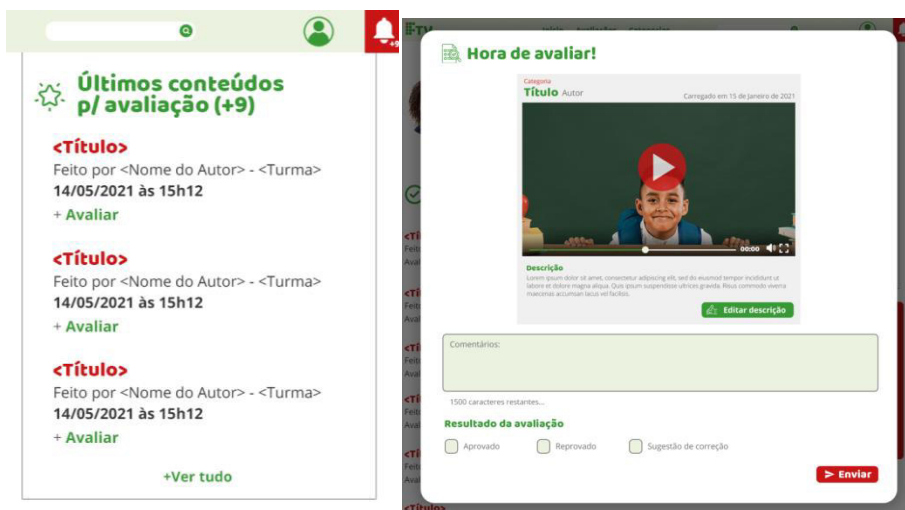 +9
Últimos conteúdos
p/ avaliação (+9)
<Título>
Feito por <Nome do Autor> - <Turma>
14/05/2021 às 15h12
+ Avaliar
<Título>
Feito por <Nome do Autor> - <Turma>
14/05/2021 às 15h12
+ Avaliar
<Título>
Feito por <Nome do Autor> - <Turma>
14/05/2021 às 15h12
+ Avaliar
+Ver tudo
Hora de avaliar!
Categoria
Título Autor
Carregado em 15 de Janeiro de 2021
00:00
Descrição
Lorem ipsum dolor sit amet, consectetur adipiscing elit, sed do eiusmod tempor incididunt ut
labore et dolore magna aliqua. Quis ipsum suspendisse ultrices gravida. Risus commodo viverra
maecenas accumsan lacus vel facilisis.
Editar descrição
Comentários:
1500 caracteres restantes...
Resultado da avaliação
Aprovado
Reprovado
Sugestão de correção
Enviar